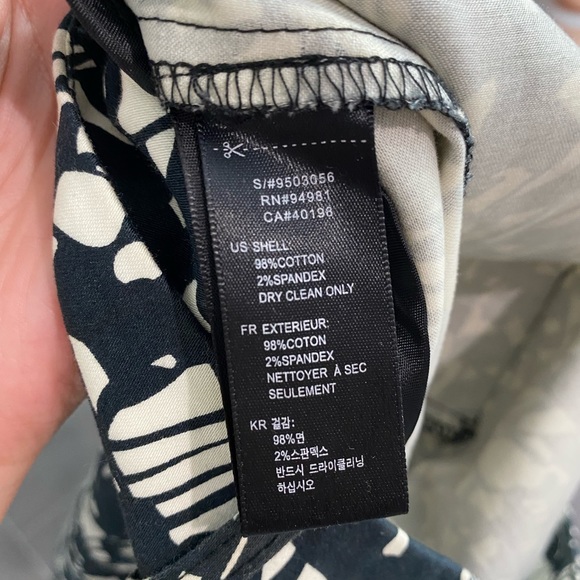 S/#9503056
RN#94981
CA#40196
US SHELL:
98%COTTON
2%SPANDEX
DRY CLEAN ONLY
FR EXTERIEUR:
98%COTON
2%SPANDEX
NETTOYER À SEC
SEULEMENT
KR 겉감:
98%면
2%스판덱스
반드시 드라이클리닝
하십시오